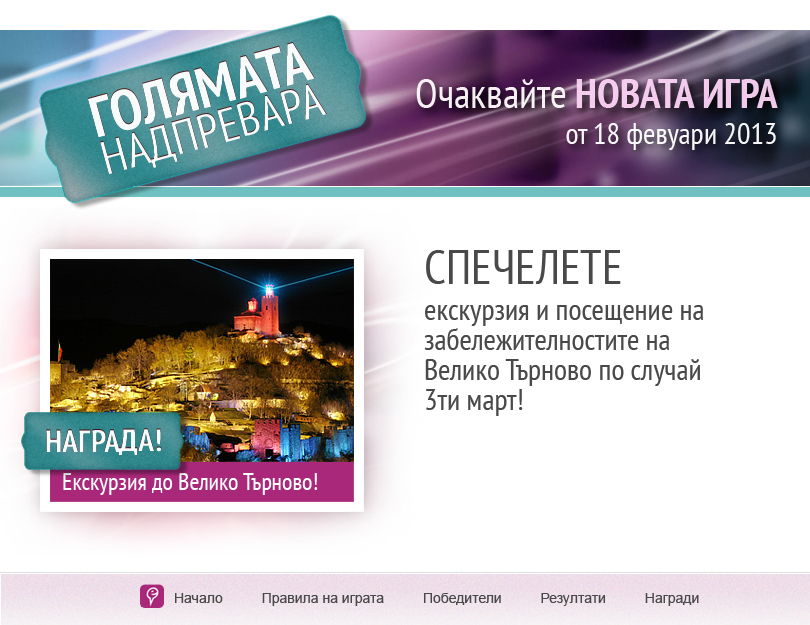 ГОЛЯМАТА
НАДПРЕВАРА
Очаквайте НОВАТА ИГРА
от 18 февуари 2013
СПЕЧЕЛЕТЕ
екскурзия и посещение на
забележителностите на
Велико Търново по случай
3ти март!
НАГРАДА!
Екскурзия до Велико Търново!
Начало Правила на играта Победители Резултати Награди